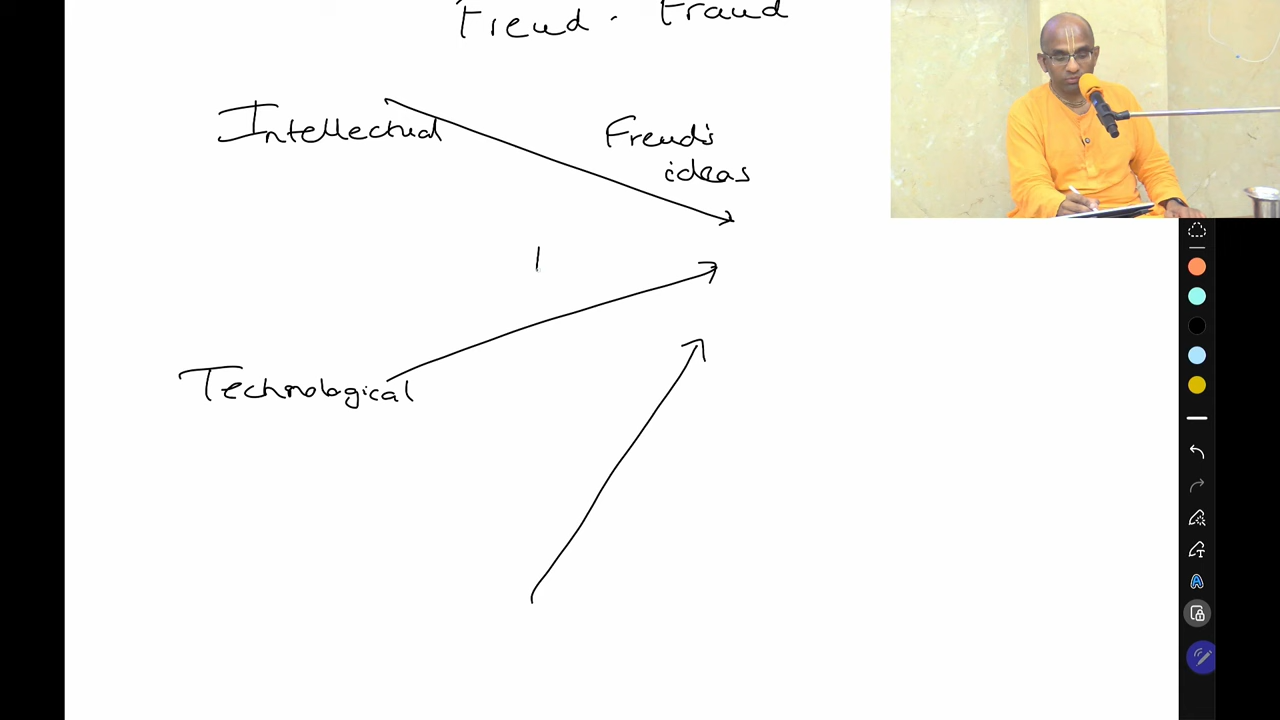 Freud. Fraud
Intellectual
Freud's
ideas
Technological